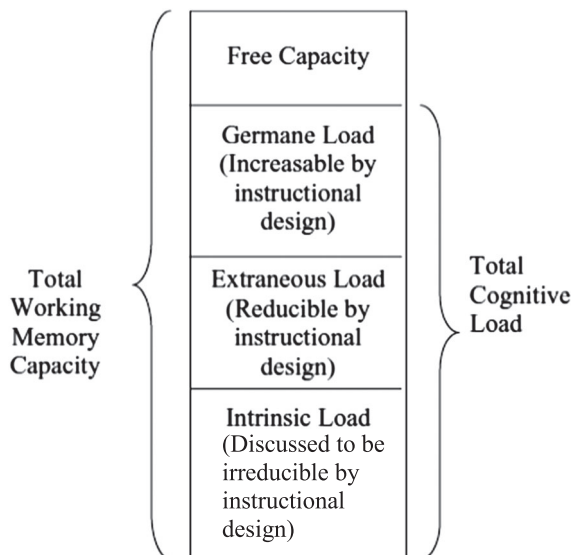 Free Capacity
Germane Load
(Increasable by
instructional
design)
Extraneous Load
(Reducible by
instructional
design)
Intrinsic Load
(Discussed to be
irreducible by
instructional
design)
Total
Working
Memory
Capacity
Total
Cognitive
Load